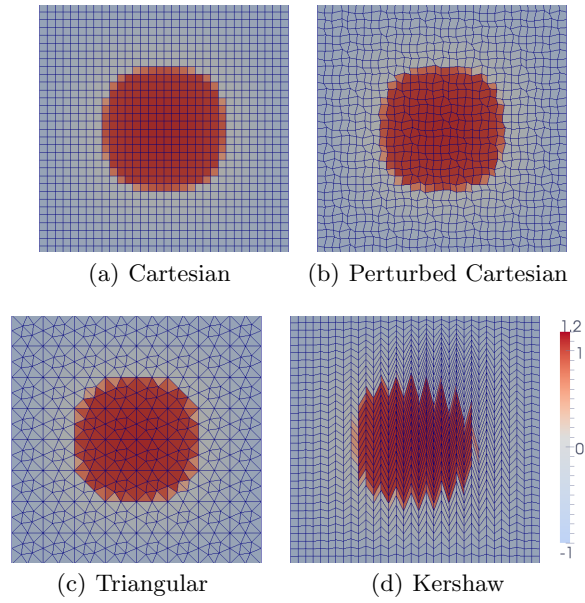 (a) Cartesian
(b) Perturbed Cartesian
1.2
1
0
-1
(c) Triangular
(d) Kershaw